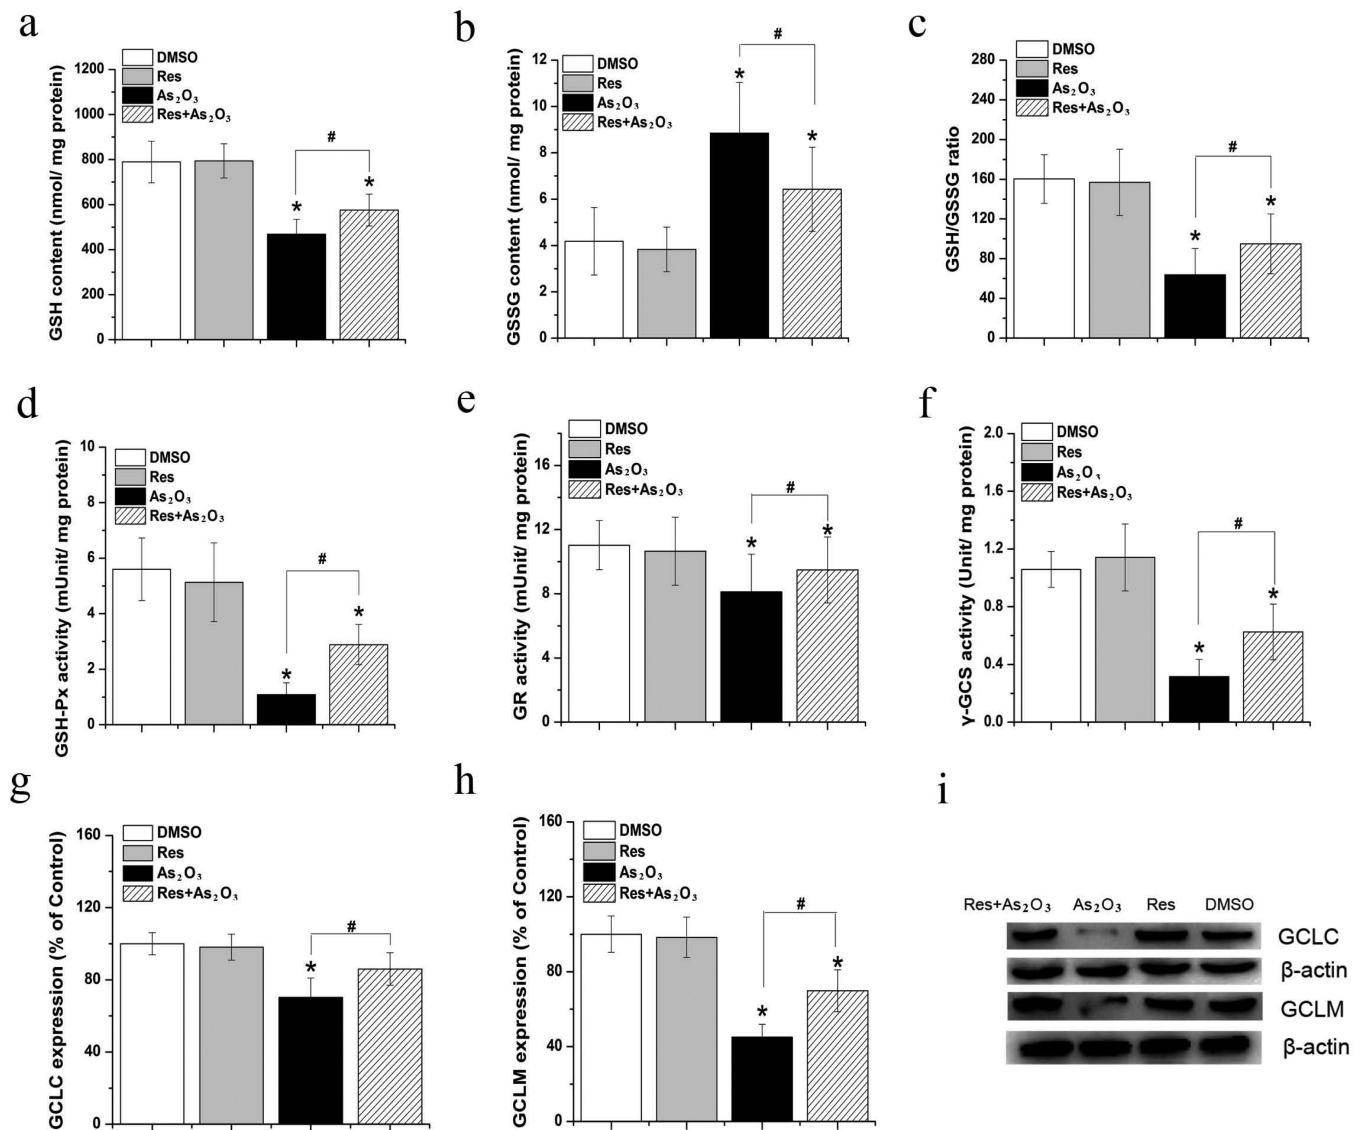 a
GSH content (nmol/ mg protein)
1200
1000
800
600
400
200
0
DMSO
Res
As₂O₃
Res+As₂O₃
#
*
*
b
GSSG content (nmol/ mg protein)
12
10
8
6
4
2
0
DMSO
Res
As₂O₃
Res+As₂O₃
#
*
*
c
GSH/GSSG ratio
280
240
200
160
120
80
40
0
DMSO
Res
As₂O₃
Res+As₂O₃
#
*
*
d
GSH-Px activity (mUnit/ mg protein)
10
8
6
4
2
0
DMSO
Res
As₂O₃
Res+As₂O₃
#
*
*
e
GR activity (mUnit/ mg protein)
16
12
8
4
0
DMSO
Res
As₂O₃
Res+As₂O₃
#
*
*
f
γ-GCS activity (Unit/ mg protein)
2.0
1.6
1.2
0.8
0.4
0.0
DMSO
Res
As₂O₃
Res+As₂O₃
#
*
*
g
GCLC expression (% of Control)
160
120
80
40
0
DMSO
Res
As₂O₃
Res+As₂O₃
#
*
h
GCLM expression (% of Control)
160
120
80
40
0
DMSO
Res
As₂O₃
Res+As₂O₃
#
*
*
i
Res+As₂O₃ As₂O₃ Res DMSO
GCLC
β-actin
GCLM
β-actin